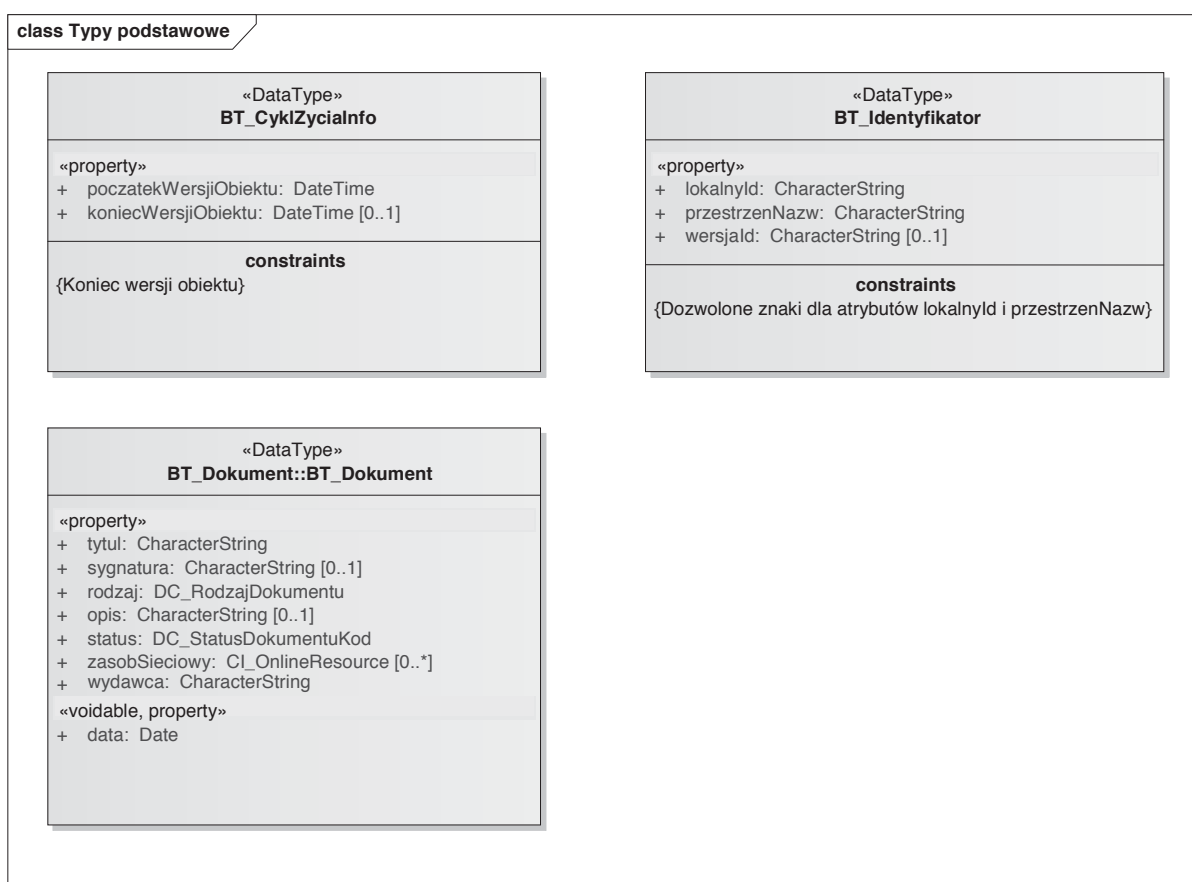 class Typy podstawowe
«DataType»
BT_CyklZyciaInfo
«property»
+ poczatekWersjiObiektu: DateTime
+ koniecWersjiObiektu: DateTime [0..1]
constraints
{Koniec wersji obiektu}
«DataType»
BT_Identyfikator
«property»
+ lokalnyId: CharacterString
+ przestrzenNazw: CharacterString
+ wersjaId: CharacterString [0..1]
constraints
{Dozwolone znaki dla atrybutów lokalnyId i przestrzenNazw}
«DataType»
BT_Dokument::BT_Dokument
«property»
+ tytul: CharacterString
+ sygnatura: CharacterString [0..1]
+ rodzaj: DC_RodzajDokumentu
+ opis: CharacterString [0..1]
+ status: DC_StatusDokumentuKod
+ zasobSieciowy: CI_OnlineResource [0..*]
+ wydawca: CharacterString
«voidable, property»
+ data: Date